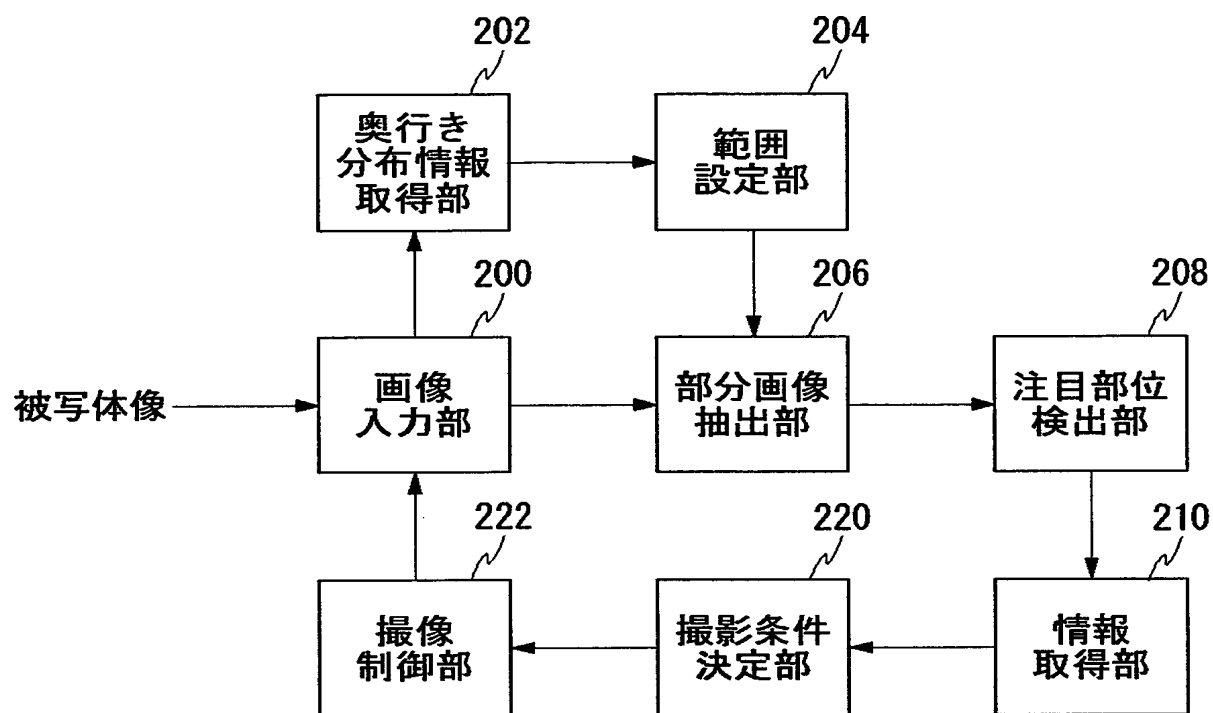 202
204
奥行き
分布情報
取得部
範囲
設定部
200
206
208
被写体像
画像
入力部
部分画像
抽出部
注目部位
検出部
222
220
210
撮像
制御部
撮影条件
決定部
情報
取得部